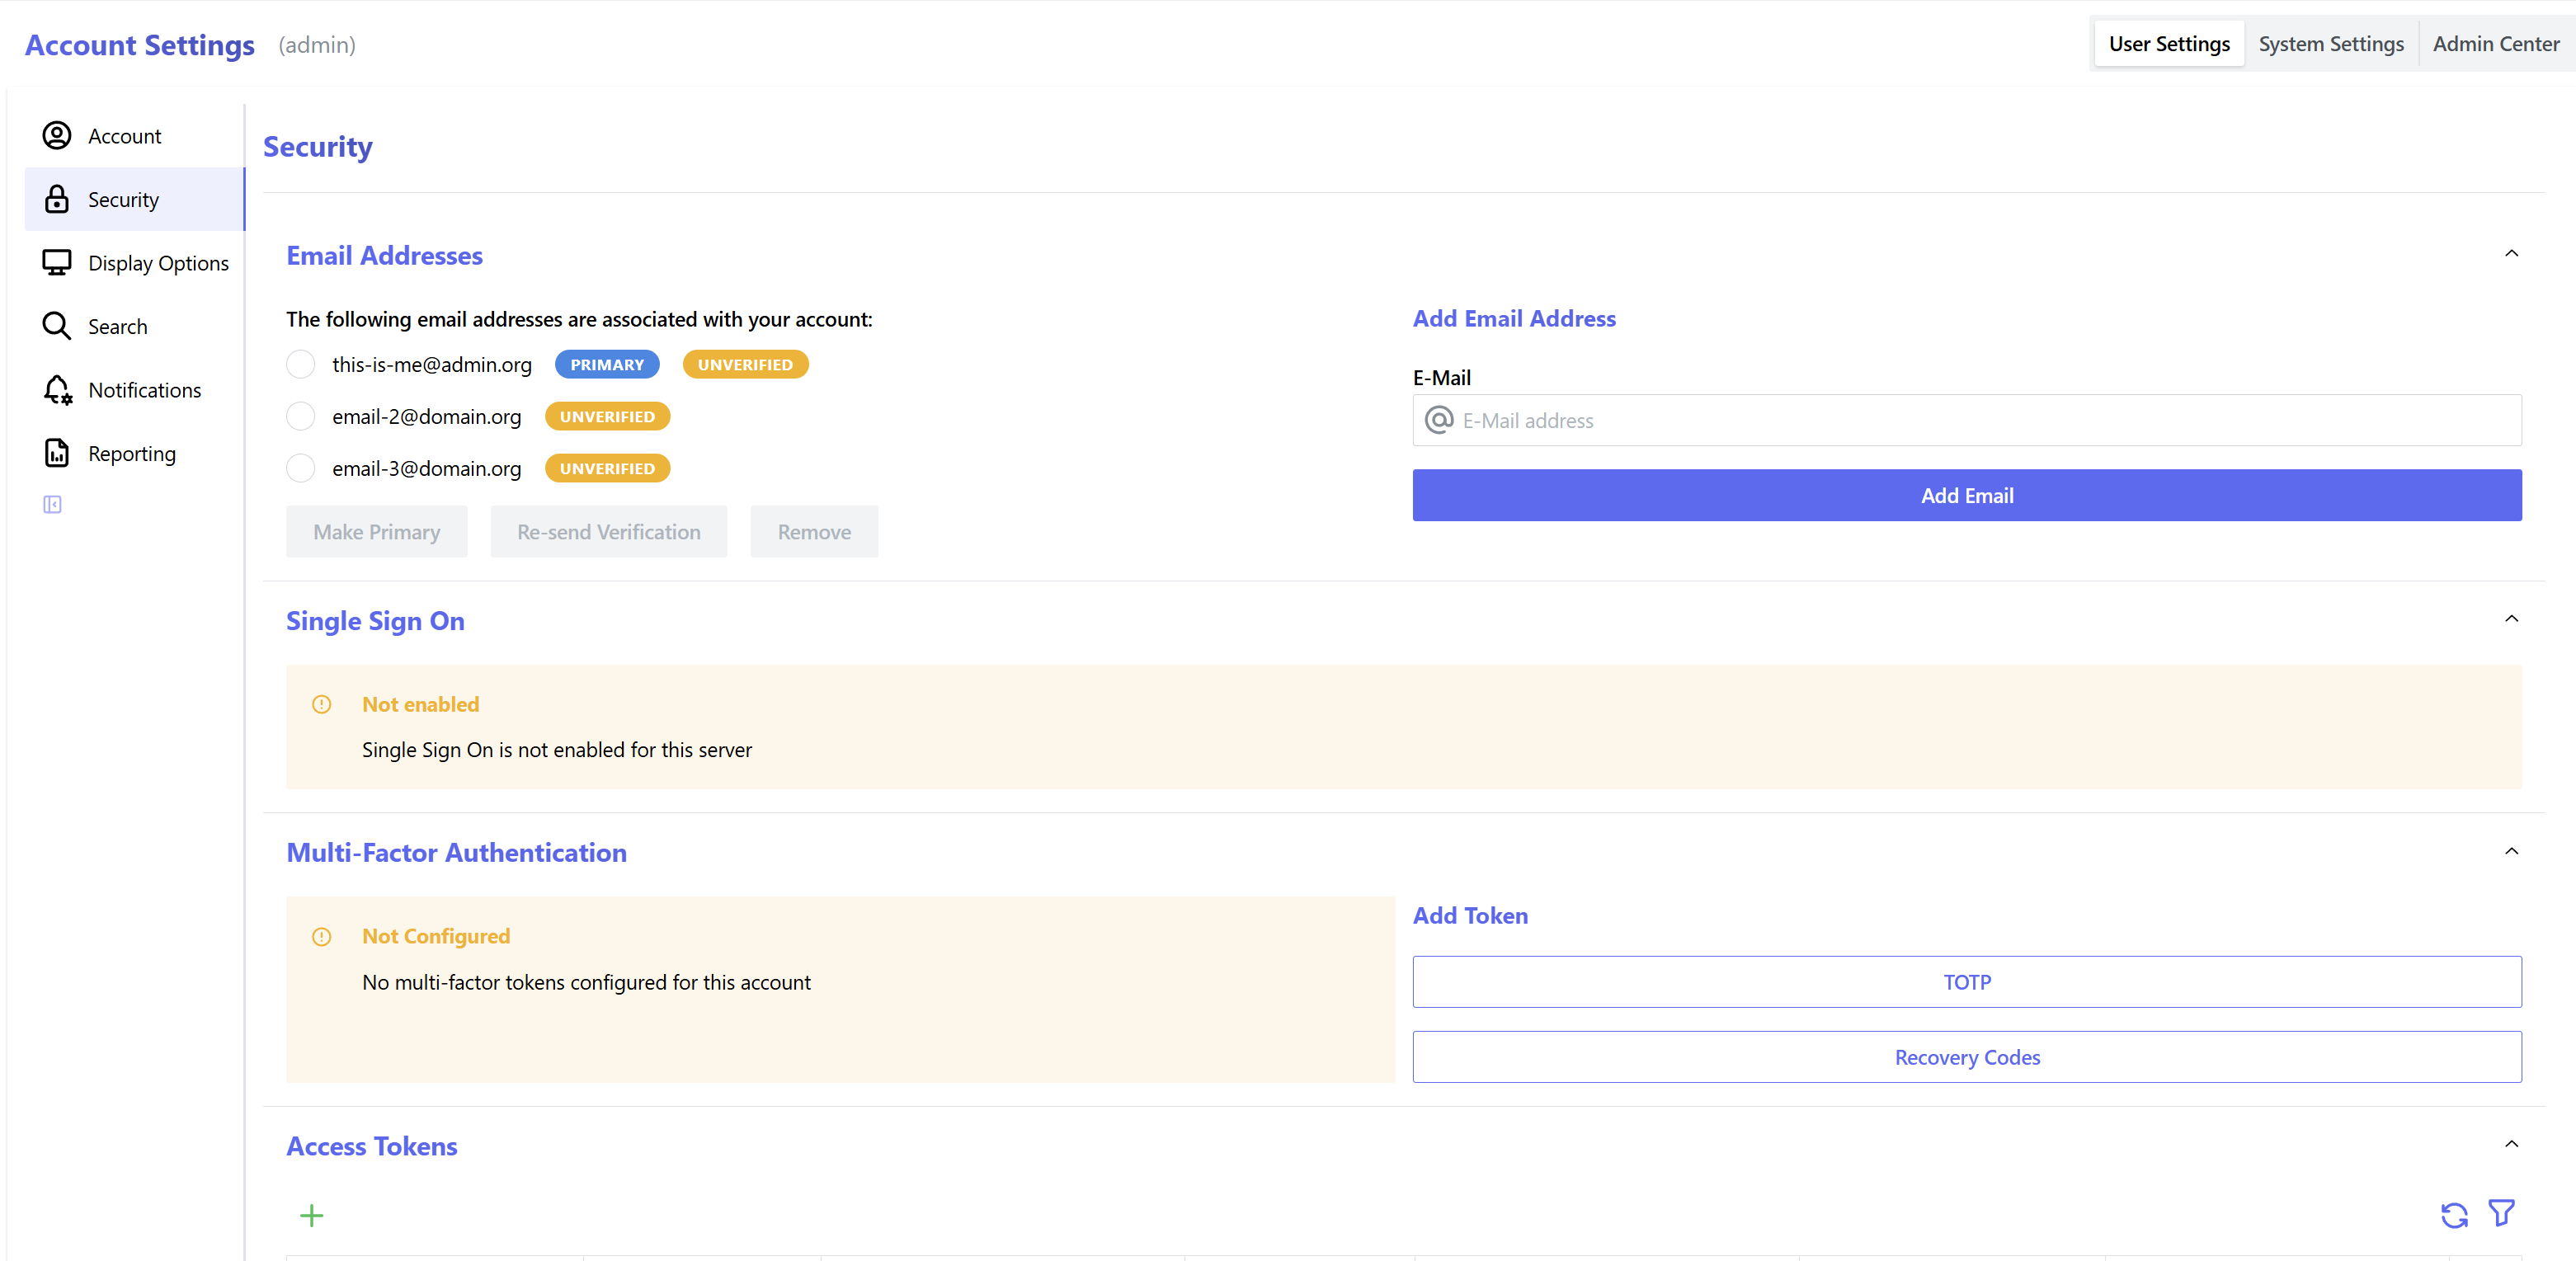 Account Settings (admin)
User Settings
System Settings
Admin Center
Account
Security
Display Options
Search
Notifications
Reporting
Security
Email Addresses
The following email addresses are associated with your account:
this-is-me@admin.org PRIMARY UNVERIFIED
email-2@domain.org UNVERIFIED
email-3@domain.org UNVERIFIED
Make Primary
Re-send Verification
Remove
Add Email Address
E-Mail
E-Mail address
Add Email
Single Sign On
Not enabled
Single Sign On is not enabled for this server
Multi-Factor Authentication
Not Configured
No multi-factor tokens configured for this account
Add Token
TOTP
Recovery Codes
Access Tokens